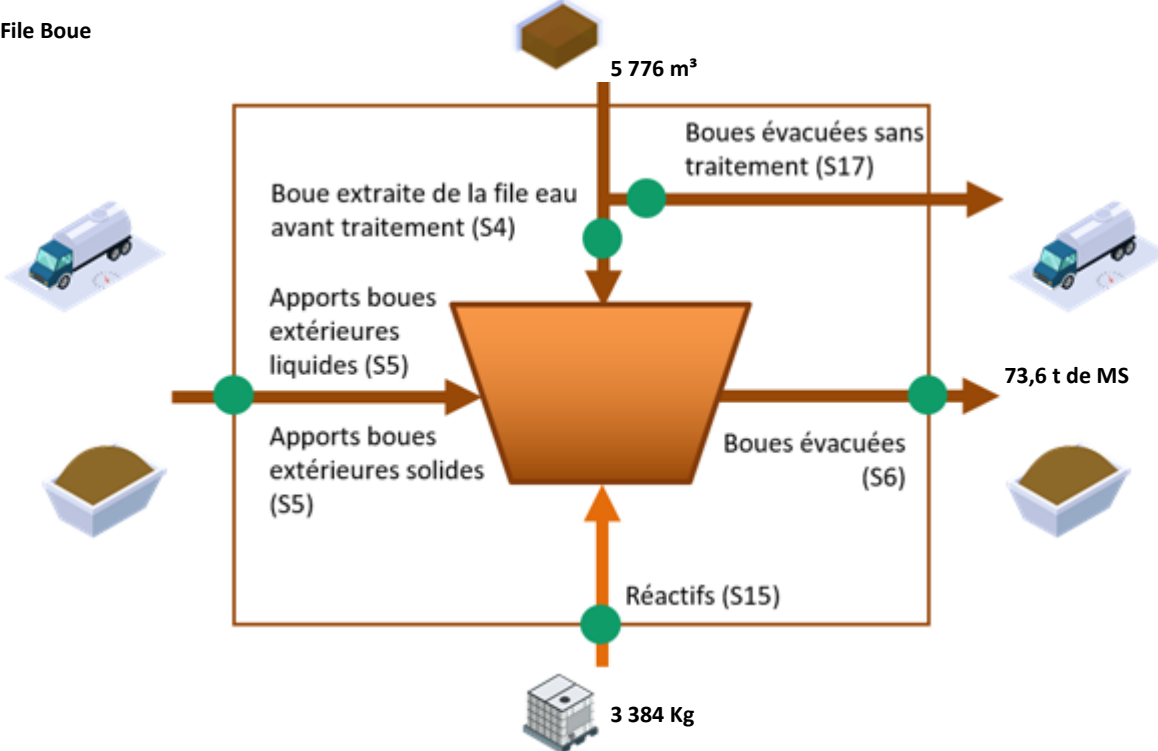 File Boue
5 776 m³
Boues évacuées sans
traitement (S17)
Boue extraite de la file eau
avant traitement (S4)
Apports boues
extérieures
liquides (S5)
73,6 t de MS
Apports boues
extérieures solides
(S5)
Boues évacuées
(S6)
Réactifs (S15)
3 384 Kg